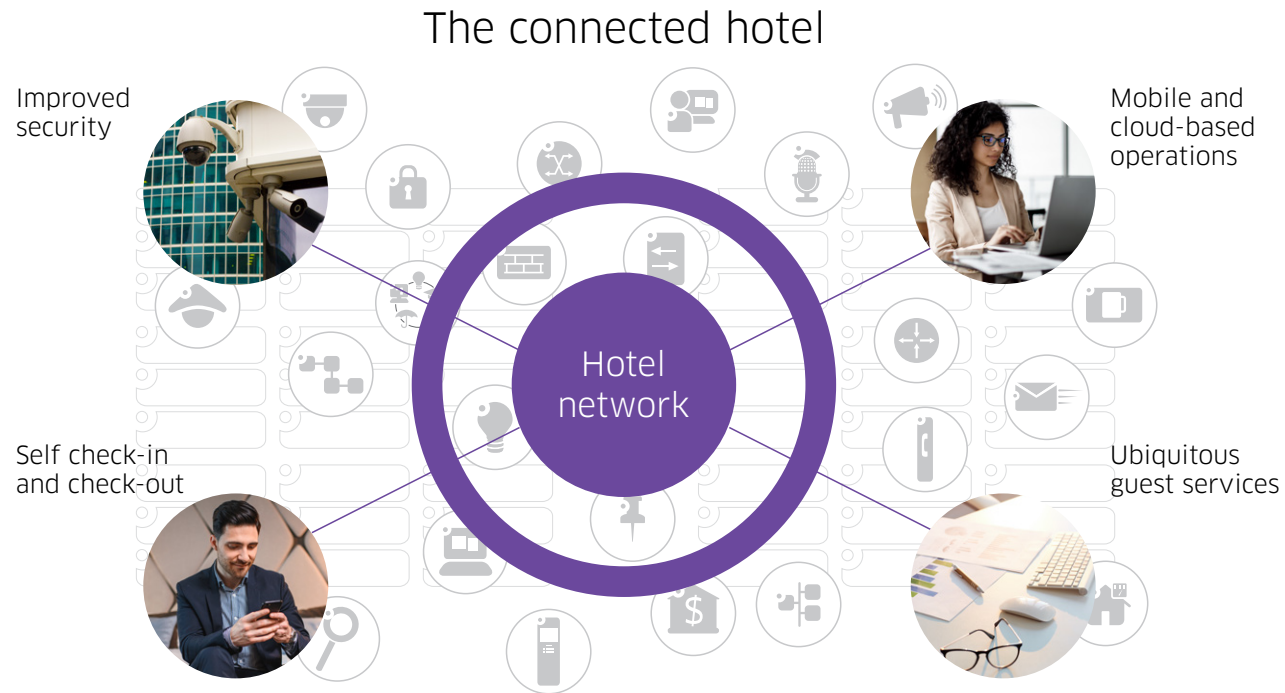 The connected hotel
Improved
security
Mobile and
cloud-based
operations
Hotel
network
Self check-in
and check-out
Ubiquitous
guest services
$